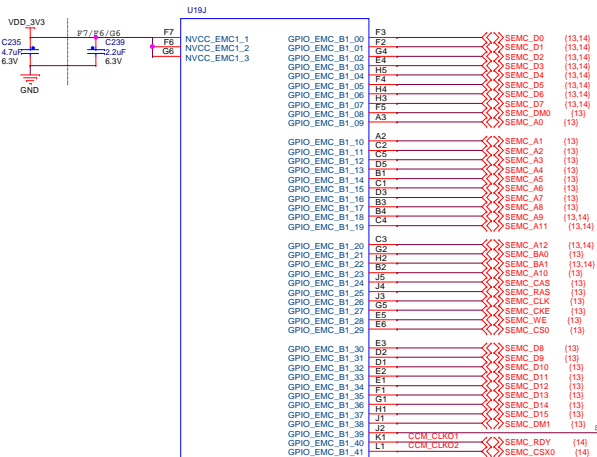 U19J
VDD_3V3
F7/F6/G6
C235
4.7uF
6.3V
C239
2.2uF
6.3V
GND
F7 NVCC_EMC1_1
F6 NVCC_EMC1_2
G6 NVCC_EMC1_3
GPIO_EMC_B1_00 F3 SEMC_D0 {13,14}
GPIO_EMC_B1_01 F2 SEMC_D1 {13,14}
GPIO_EMC_B1_02 G4 SEMC_D2 {13,14}
GPIO_EMC_B1_03 E4 SEMC_D3 {13,14}
GPIO_EMC_B1_04 H5 SEMC_D4 {13,14}
GPIO_EMC_B1_05 F4 SEMC_D5 {13,14}
GPIO_EMC_B1_06 H4 SEMC_D6 {13,14}
GPIO_EMC_B1_07 H3 SEMC_D7 {13,14}
GPIO_EMC_B1_08 F5 SEMC_DM0 {13}
GPIO_EMC_B1_09 A3 SEMC_A0 {13}
GPIO_EMC_B1_10 A2 SEMC_A1 {13}
GPIO_EMC_B1_11 C2 SEMC_A2 {13}
GPIO_EMC_B1_12 C5 SEMC_A3 {13}
GPIO_EMC_B1_13 D5 SEMC_A4 {13}
GPIO_EMC_B1_14 B1 SEMC_A5 {13}
GPIO_EMC_B1_15 C1 SEMC_A6 {13}
GPIO_EMC_B1_16 D3 SEMC_A7 {13}
GPIO_EMC_B1_17 B3 SEMC_A8 {13}
GPIO_EMC_B1_18 B4 SEMC_A9 {13,14}
GPIO_EMC_B1_19 C4 SEMC_A11 {13,14}
GPIO_EMC_B1_20 C3 SEMC_A12 {13,14}
GPIO_EMC_B1_21 G2 SEMC_BA0 {13}
GPIO_EMC_B1_22 H2 SEMC_BA1 {13,14}
GPIO_EMC_B1_23 B2 SEMC_A10 {13}
GPIO_EMC_B1_24 J5 SEMC_CAS {13}
GPIO_EMC_B1_25 J4 SEMC_RAS {13}
GPIO_EMC_B1_26 J3 SEMC_CLK {13}
GPIO_EMC_B1_27 G5 SEMC_CKE {13}
GPIO_EMC_B1_28 E5 SEMC_WE {13}
GPIO_EMC_B1_29 E6 SEMC_CS0 {13}
GPIO_EMC_B1_30 E3 SEMC_D8 {13}
GPIO_EMC_B1_31 D2 SEMC_D9 {13}
GPIO_EMC_B1_32 D1 SEMC_D10 {13}
GPIO_EMC_B1_33 E2 SEMC_D11 {13}
GPIO_EMC_B1_34 E1 SEMC_D12 {13}
GPIO_EMC_B1_35 F1 SEMC_D13 {13}
GPIO_EMC_B1_36 G1 SEMC_D14 {13}
GPIO_EMC_B1_37 H1 SEMC_D15 {13}
GPIO_EMC_B1_38 J1 SEMC_DM1 {13}
GPIO_EMC_B1_39 J2
GPIO_EMC_B1_40 K1 CCM_CLKO1 SEMC_RDY {14}
GPIO_EMC_B1_41 L1 CCM_CLKO2 SEMC_CSX0 {14}